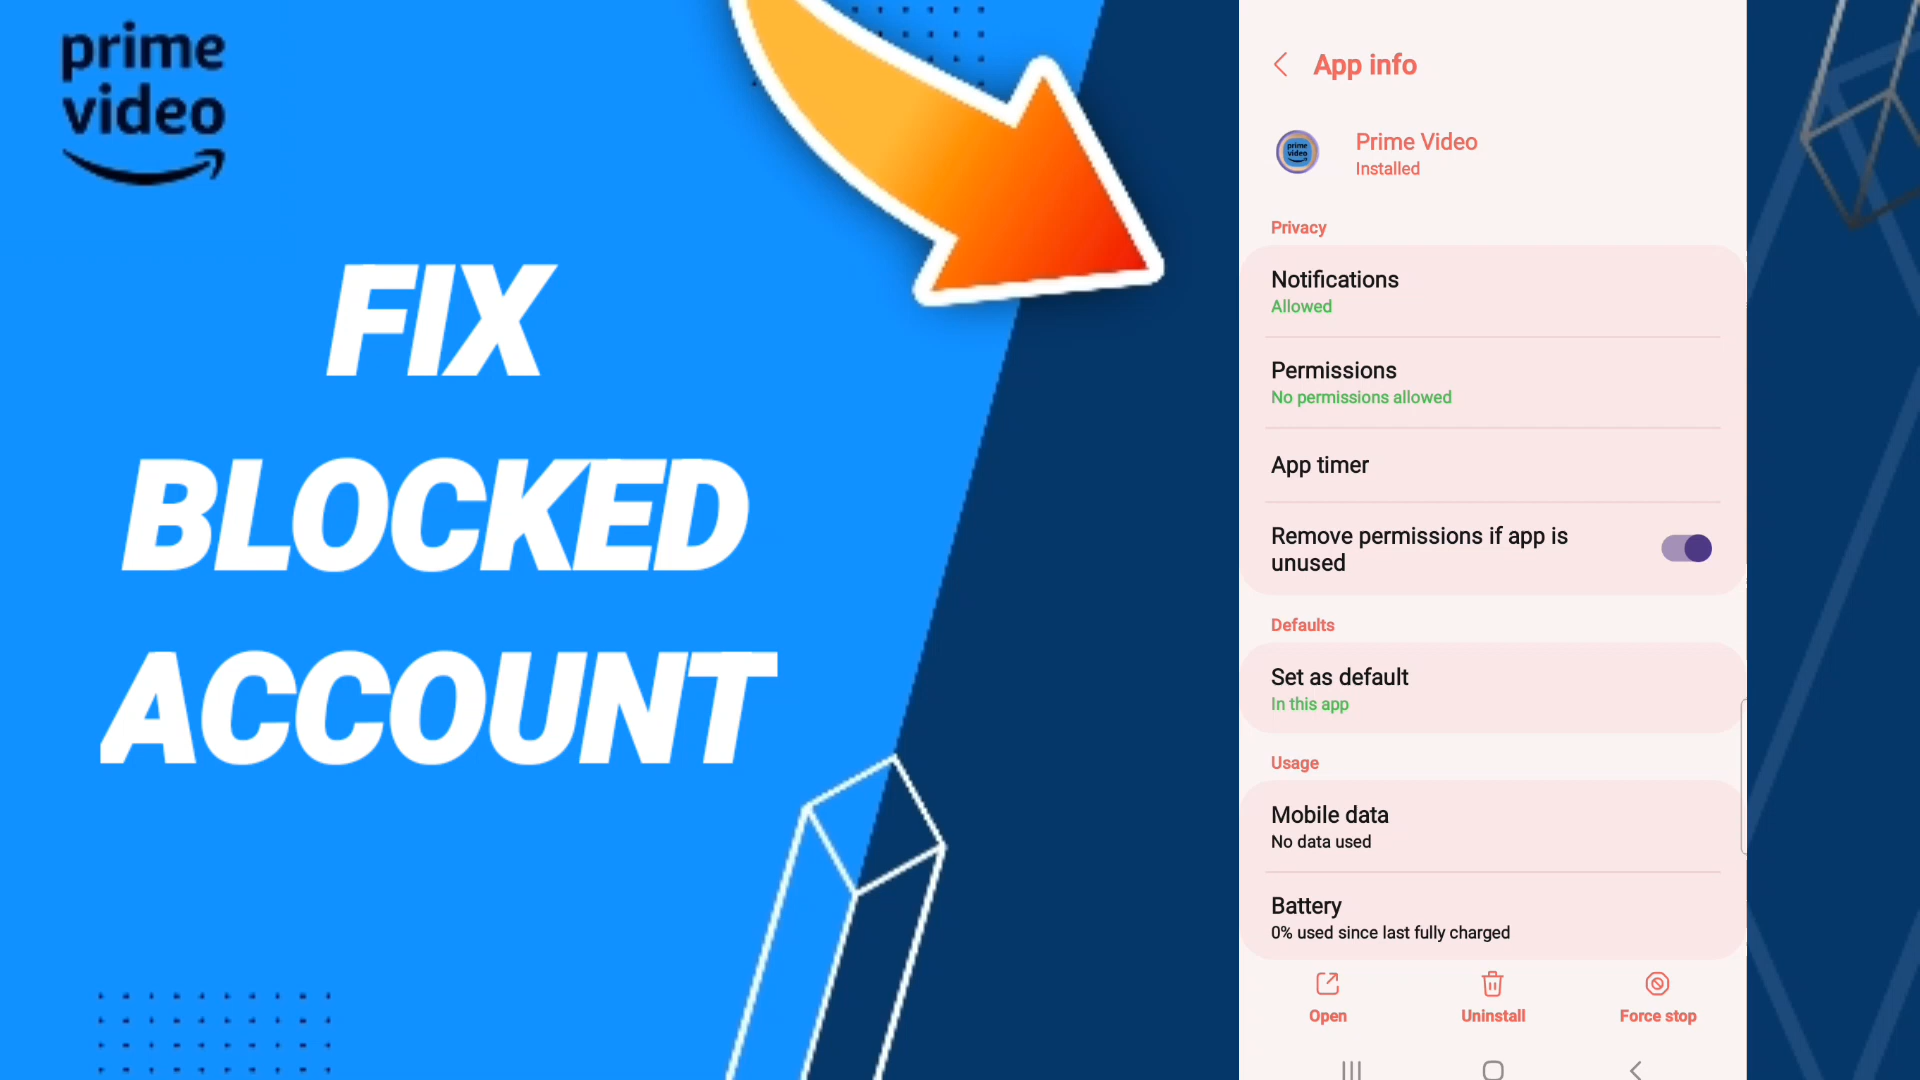 prime
video
FIX
BLOCKED
ACCOUNT
App info
prime
video
Prime Video
Installed
Privacy
Notifications
Allowed
Permissions
No permissions allowed
App timer
Remove permissions if app is
unused
Defaults
Set as default
In this app
Usage
Mobile data
No data used
Battery
0% used since last fully charged
Open
Uninstall
Force stop